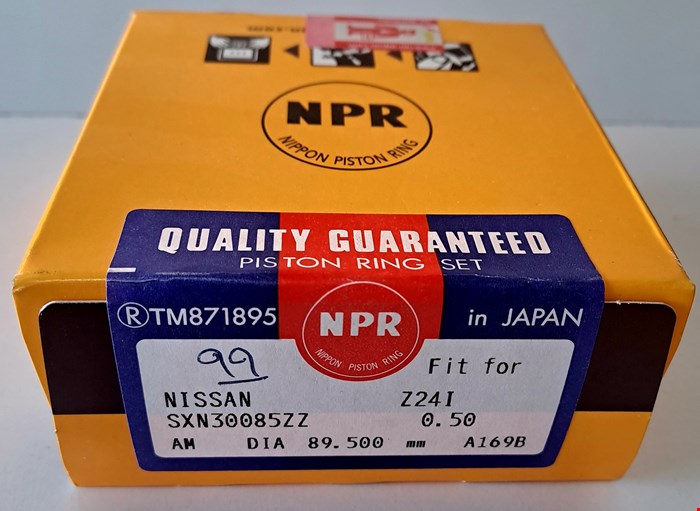 NPR
NIPPON PISTON RING
QUALITY GUARANTEED
PISTON RING SET
®TM871895
NPR
NIPPON PISTON RING
in JAPAN
99
Fit for
NISSAN Z24I
SXN30085ZZ 0.50
AM DIA 89.500 mm A169B